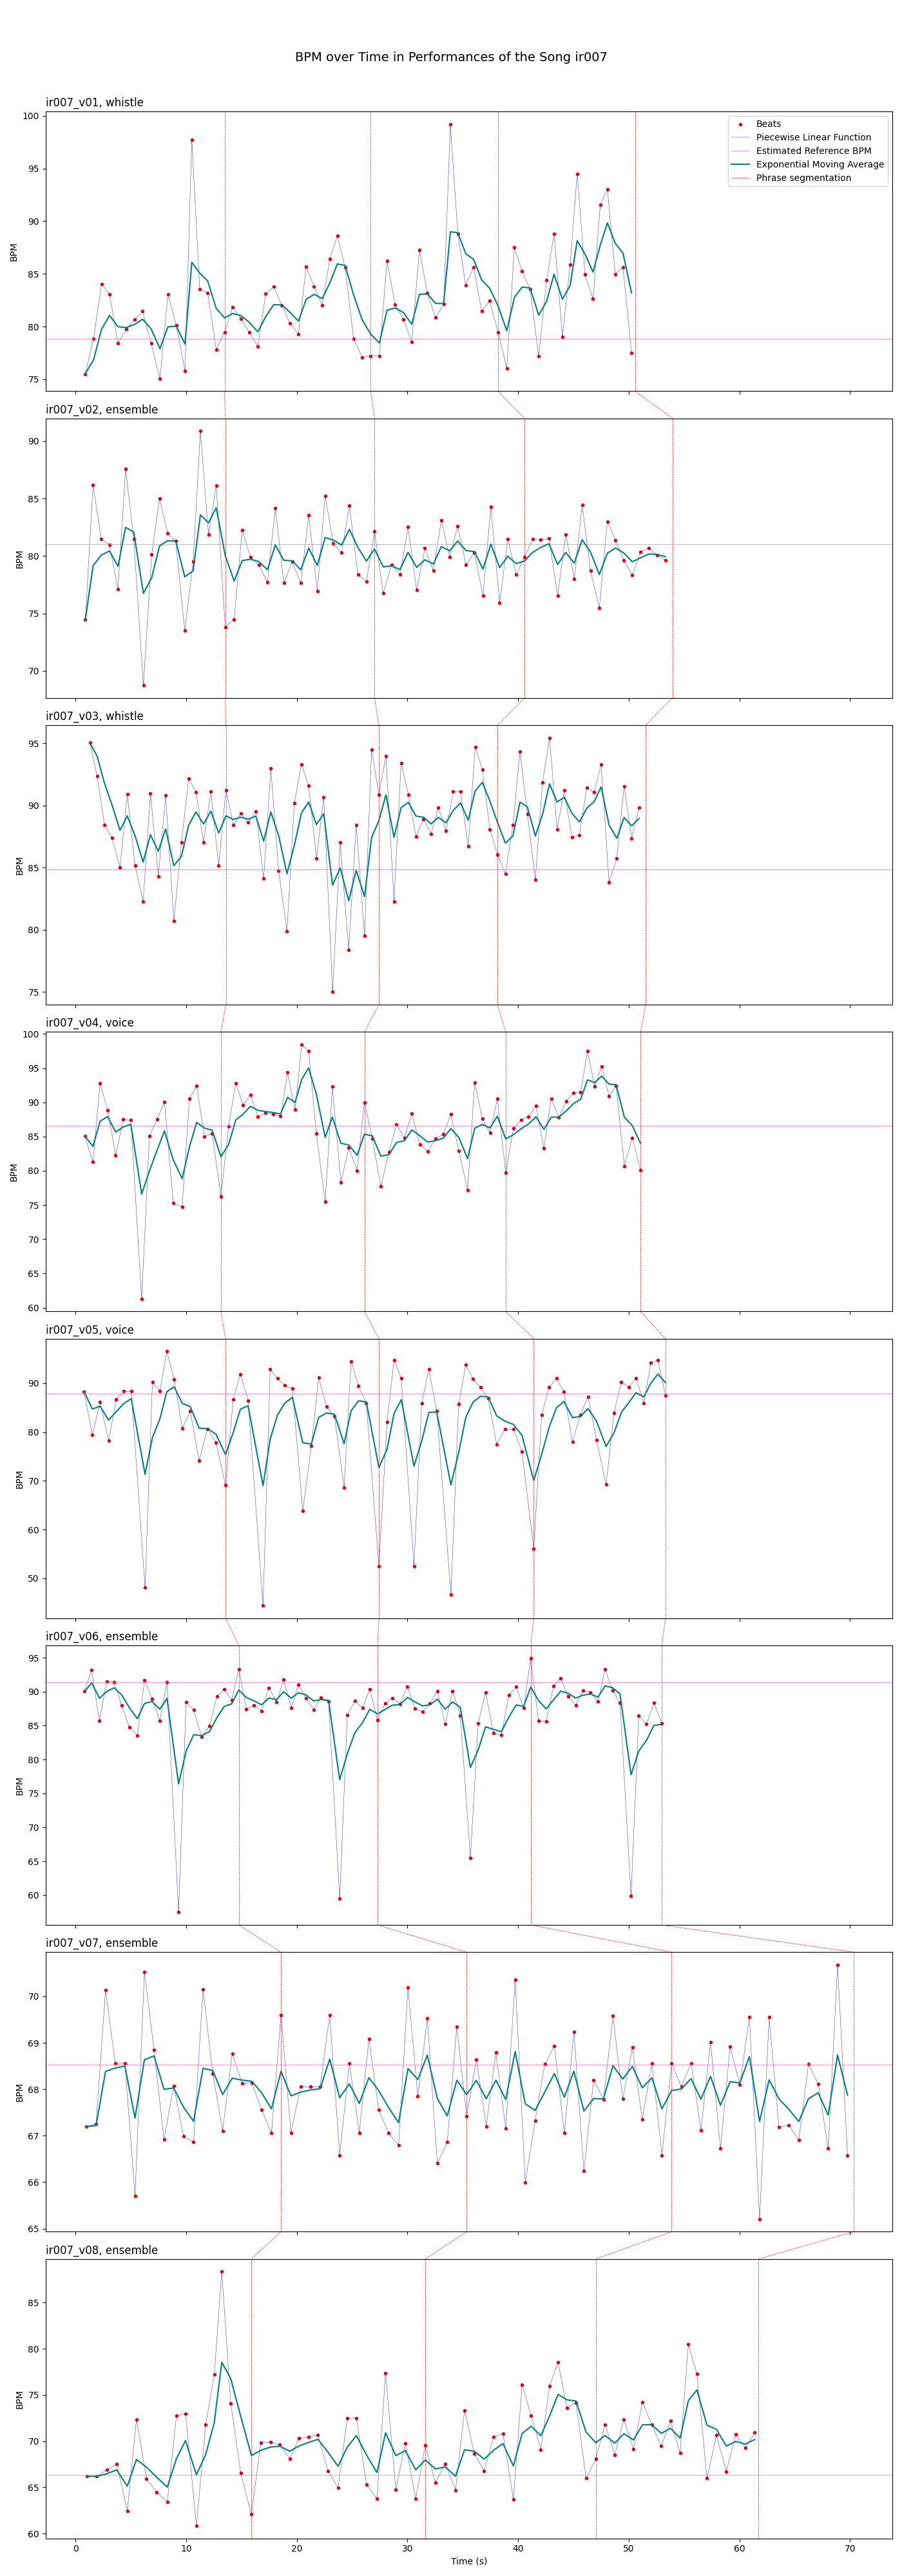 BPM over Time in Performances of the Song ir007
ir007_v01, whistle
Beats
Piecewise Linear Function
Estimated Reference BPM
Exponential Moving Average
Phrase segmentation
100
95
90
85
80
75
BPM
ir007_v02, ensemble
90
85
80
75
70
BPM
ir007_v03, whistle
95
90
85
80
75
BPM
ir007_v04, voice
100
95
90
85
80
75
70
65
60
BPM
ir007_v05, voice
90
80
70
60
50
BPM
ir007_v06, ensemble
95
90
85
80
75
70
65
60
BPM
ir007_v07, ensemble
70
69
68
67
66
65
BPM
ir007_v08, ensemble
85
80
75
70
65
60
BPM
0 10 20 30 40 50 60 70
Time (s)